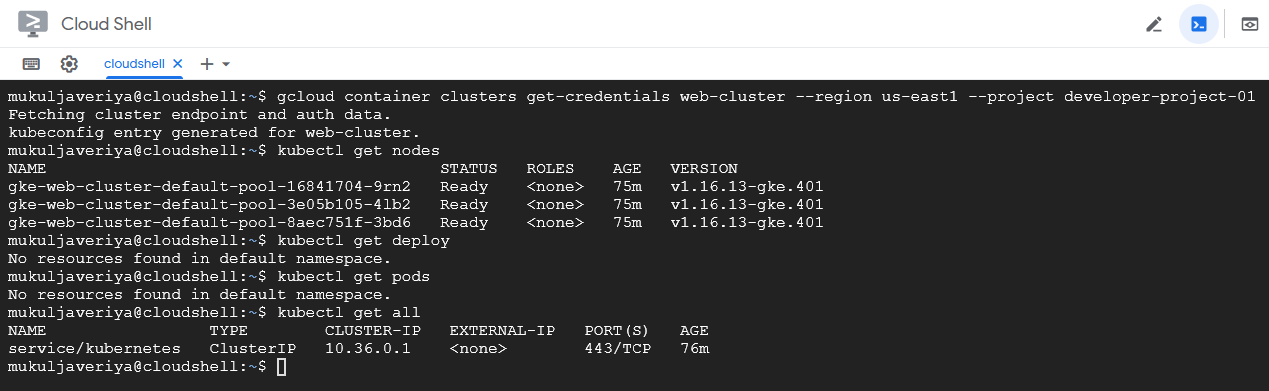 Cloud Shell
cloudshell
mukuljaveriya@cloudshell:~$ gcloud container clusters get-credentials web-cluster --region us-east1 --project developer-project-01
Fetching cluster endpoint and auth data.
kubeconfig entry generated for web-cluster.
mukuljaveriya@cloudshell:~$ kubectl get nodes
NAME STATUS ROLES AGE VERSION
gke-web-cluster-default-pool-16841704-9rn2 Ready <none> 75m v1.16.13-gke.401
gke-web-cluster-default-pool-3e05b105-4lb2 Ready <none> 75m v1.16.13-gke.401
gke-web-cluster-default-pool-8aec751f-3bd6 Ready <none> 75m v1.16.13-gke.401
mukuljaveriya@cloudshell:~$ kubectl get deploy
No resources found in default namespace.
mukuljaveriya@cloudshell:~$ kubectl get pods
No resources found in default namespace.
mukuljaveriya@cloudshell:~$ kubectl get all
NAME TYPE CLUSTER-IP EXTERNAL-IP PORT(S) AGE
service/kubernetes ClusterIP 10.36.0.1 <none> 443/TCP 76m
mukuljaveriya@cloudshell:~$